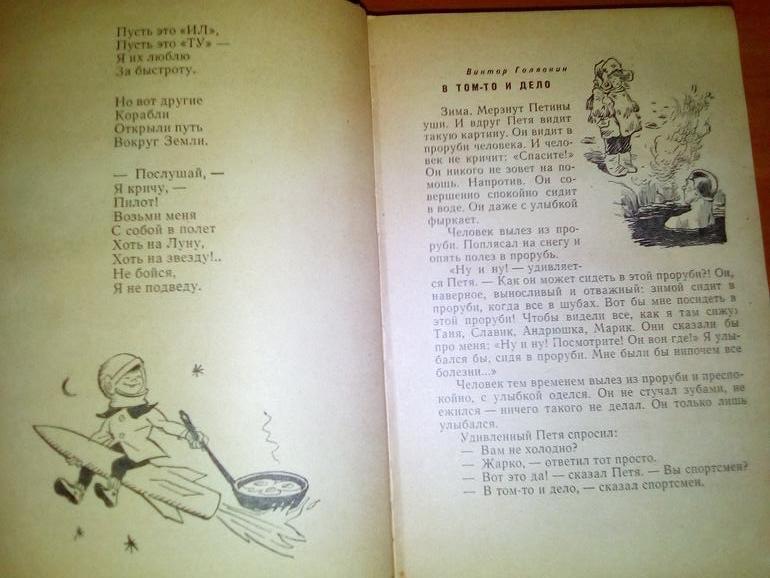 Пусть это «ИЛ»,
Пусть это «ТУ» —
Я их люблю
За быстроту.
Но вот другие
Корабли
Открыли путь
Вокруг Земли.
— Послушай, —
Я кричу, —
Пилот!
Возьми меня
С собой в полет
Хоть на Луну,
Хоть на звезду!..
Не бойся,
Я не подведу.
Виктор Голявкин
В ТОМ-ТО И ДЕЛО
Зима. Мерзнут Петины
уши. И вдруг Петя видит
такую картину. Он видит в
проруби человека. И чело-
век не кричит: «Спасите!»
Он никого не зовет на по-
мощь. Напротив. Он со-
вершенно спокойно сидит
в воде. Он даже с улыбкой
фыркает.
Человек вылез из про-
руби. Поплясал на снегу и
опять полез в прорубь.
«Ну и ну! — удивляет-
ся Петя. — Как он может сидеть в этой проруби?! Он,
наверное, выносливый и отважный: зимой сидит в
проруби, когда все в шубах. Вот бы мне посидеть в
этой проруби! Чтобы видели все, как я там сижу:
Таня, Славик, Андрюшка, Марик. Они сказали бы
про меня: «Ну и ну! Посмотрите! Он вон где!» Я улы-
бался бы, сидя в проруби. Мне были бы нипочем все
болезни...»
Человек тем временем вылез из проруби и преспо-
койно, с улыбкой оделся. Он не стучал зубами, не
ежился — ничего такого не делал. Он только лишь
улыбался.
Удивленный Петя спросил:
— Вам не холодно?
— Жарко, — ответил тот просто.
— Вот это да! — сказал Петя. — Вы спортсмен?
— В том-то и дело, — сказал спортсмен.